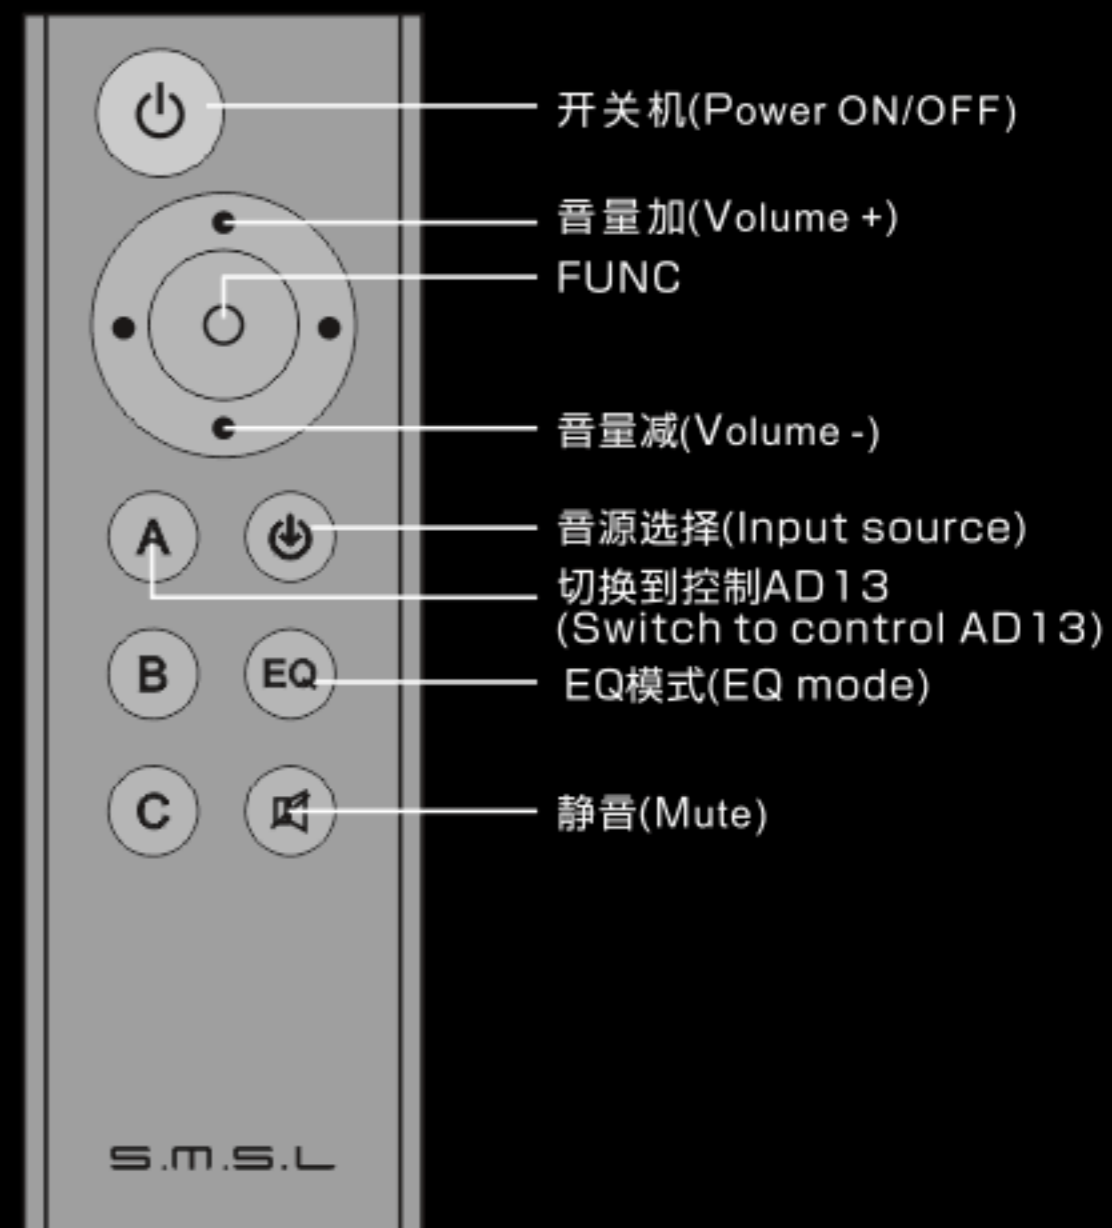 开关机(Power ON/OFF)
音量加(Volume +)
FUNC
音量减(Volume -)
A
音源选择(Input source)
切换到控制AD13
(Switch to control AD13)
B
EQ
EQ模式(EQ mode)
C
静音(Mute)
S.M.S.L